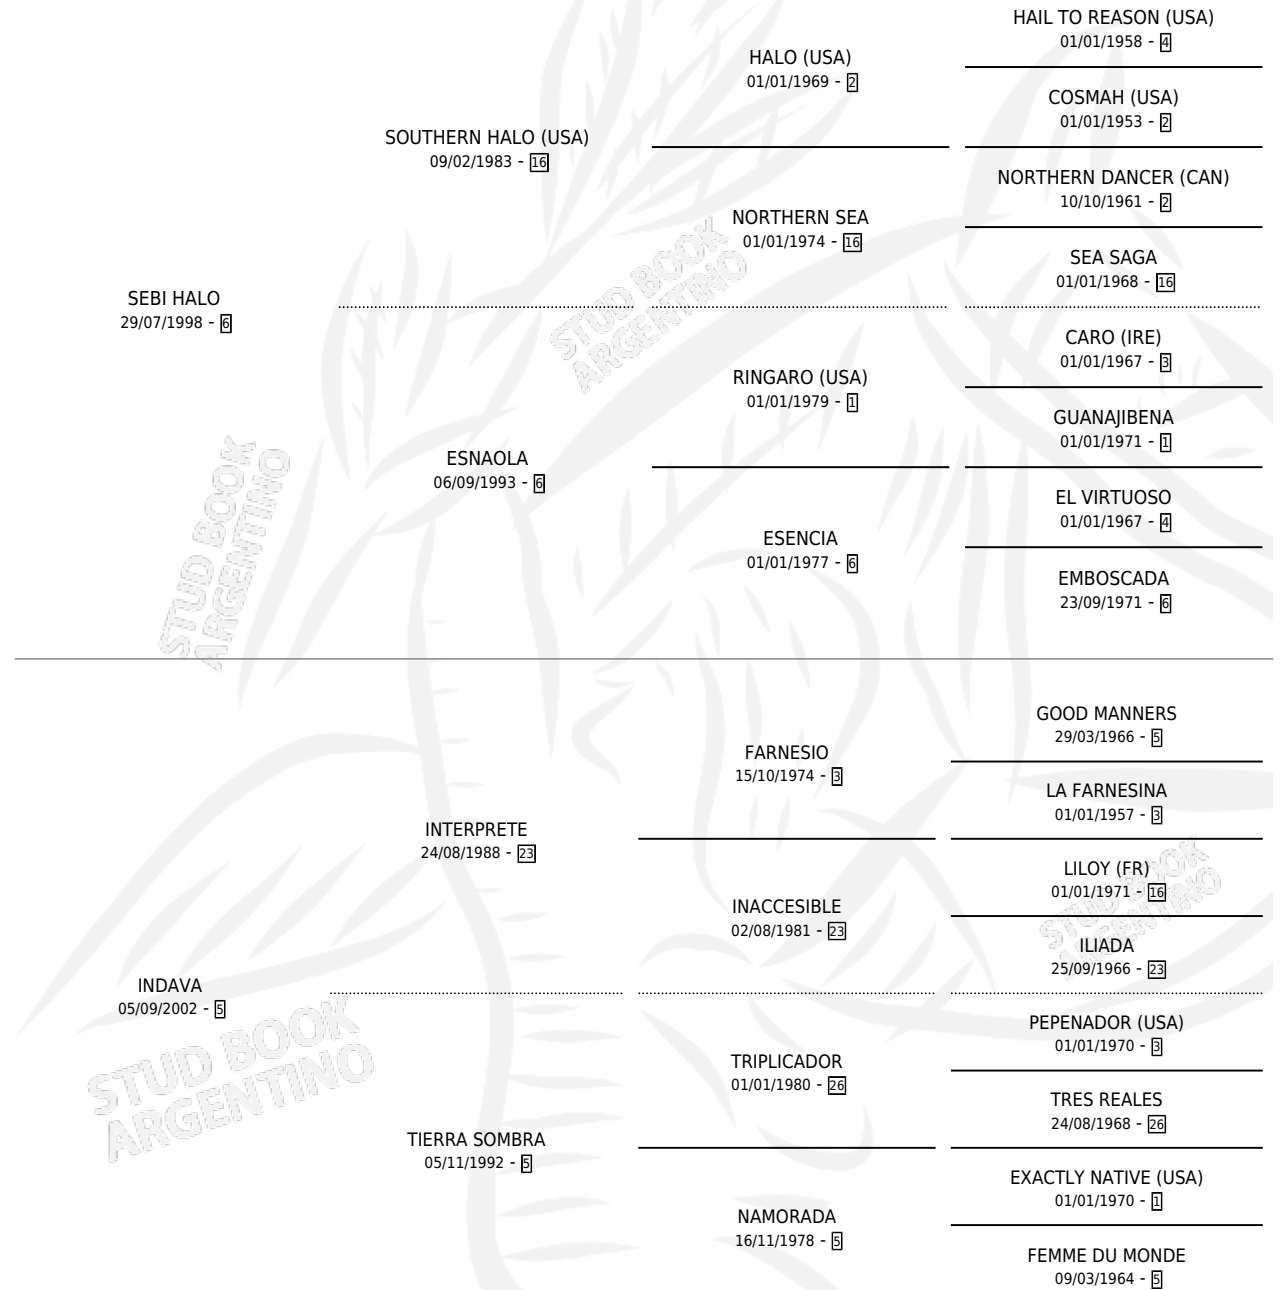 HAIL TO REASON (USA)
01/01/1958 - 4
HALO (USA)
01/01/1969 - 2
COSMAH (USA)
01/01/1953 - 2
SOUTHERN HALO (USA)
09/02/1983 - 16
NORTHERN DANCER (CAN)
10/10/1961 - 2
NORTHERN SEA
01/01/1974 - 16
SEA SAGA
01/01/1968 - 16
STUD BOOK
ARGENTINO
SEBI HALO
29/07/1998 - 6
CARO (IRE)
01/01/1967 - 3
RINGARO (USA)
01/01/1979 - 1
GUANAJIBENA
01/01/1971 - 1
ESNAOLA
06/09/1993 - 6
EL VIRTUOSO
01/01/1967 - 4
ESENCIA
01/01/1977 - 6
EMBOSCADA
23/09/1971 - 6
STUD BOOK
ARGENTINO
GOOD MANNERS
29/03/1966 - 5
FARNESIO
15/10/1974 - 3
LA FARNESINA
01/01/1957 - 3
INTERPRETE
24/08/1988 - 23
LILOY (FR)
01/01/1971 - 16
INACCESIBLE
02/08/1981 - 23
ILIADA
25/09/1966 - 23
STUD BOOK
ARGENTINO
INDAVA
05/09/2002 - 5
PEPENADOR (USA)
01/01/1970 - 3
TRIPLICADOR
01/01/1980 - 26
TRES REALES
24/08/1968 - 26
STUD BOOK
ARGENTINO
TIERRA SOMBRA
05/11/1992 - 5
EXACTLY NATIVE (USA)
01/01/1970 - 1
NAMORADA
16/11/1978 - 5
FEMME DU MONDE
09/03/1964 - 5